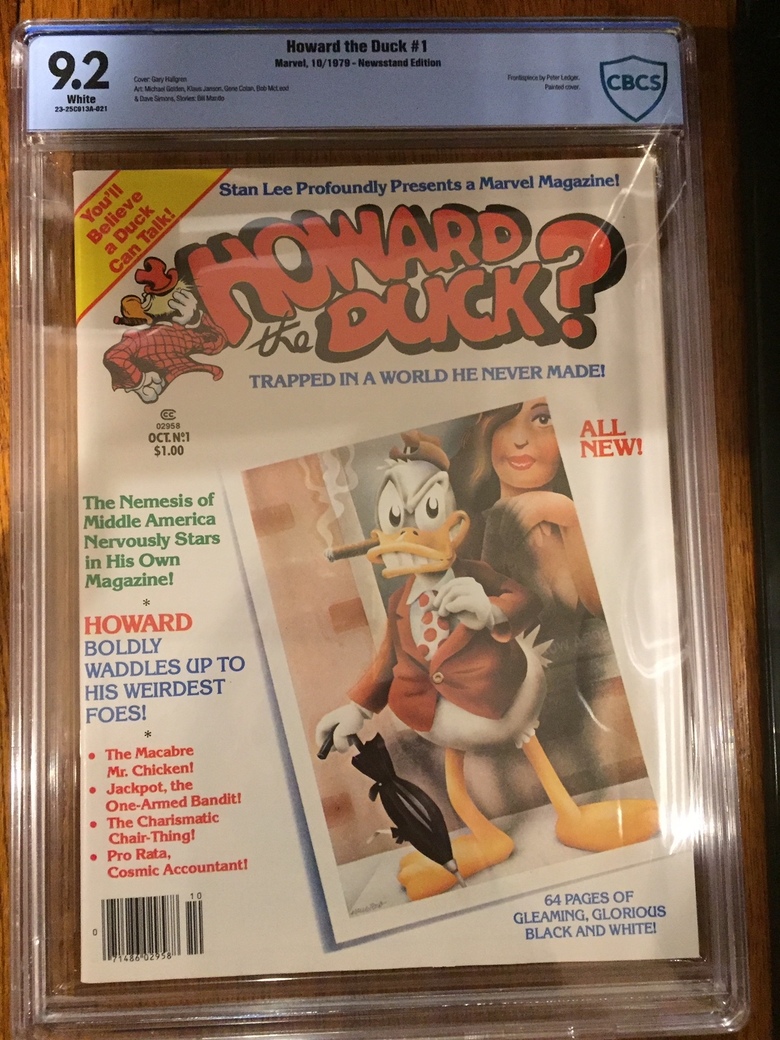 Howard the Duck #1
Marvel, 10/1979 - Newsstand Edition
9.2
White
23-25C013A-021
Cover: Gary Hallgren
Art: Michael Golden, Klaus Janson, Gene Colan, Bob McLeod
& Dave Simons, Stories: Bill Mantlo
Frontispiece by Peter Ledger.
Painted cover.
CBCS
You'll
Believe
a Duck
Can Talk!
Stan Lee Profoundly Presents a Marvel Magazine!
HOWARD
the DUCK?
TRAPPED IN A WORLD HE NEVER MADE!
CC
02958
OCT. Nº1
$1.00
ALL
NEW!
The Nemesis of
Middle America
Nervously Stars
in His Own
Magazine!
*
HOWARD
BOLDLY
WADDLES UP TO
HIS WEIRDEST
FOES!
*
• The Macabre
Mr. Chicken!
• Jackpot, the
One-Armed Bandit!
• The Charismatic
Chair-Thing!
• Pro Rata,
Cosmic Accountant!
10
0
71486 02958
64 PAGES OF
GLEAMING, GLORIOUS
BLACK AND WHITE!